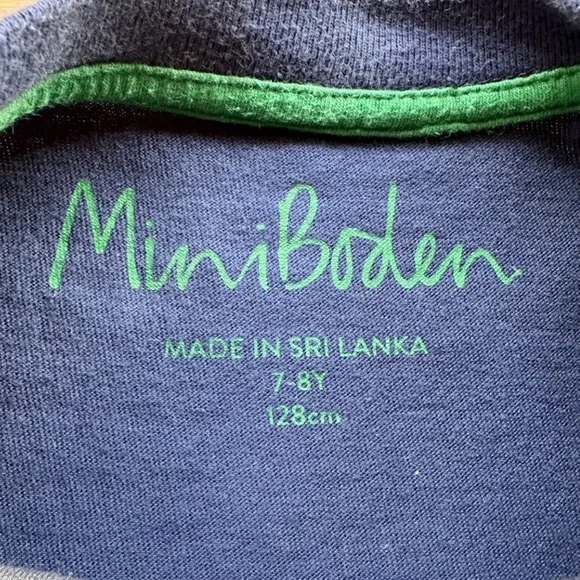 MiniBoden
MADE IN SRI LANKA
7-8Y
128cm